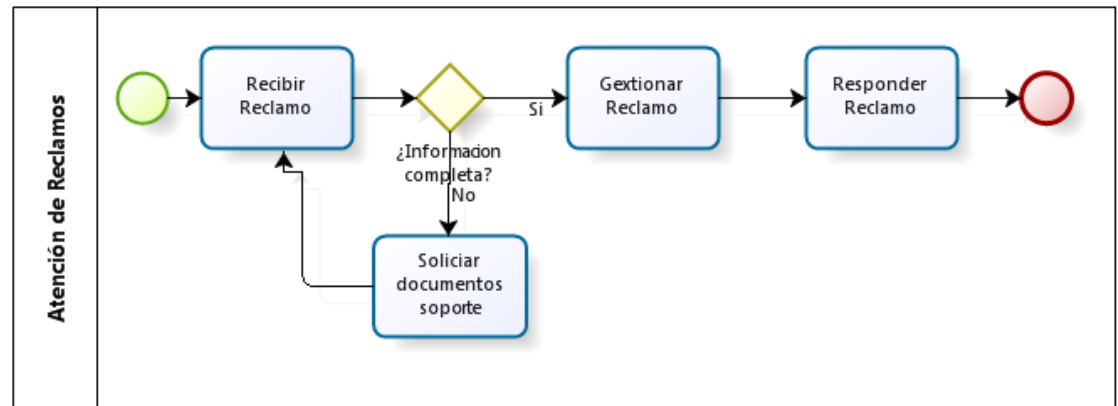 Atención de Reclamos
Recibir
Reclamo
¿Informacion
completa?
Si
No
Gextionar
Reclamo
Responder
Reclamo
Soliciar
documentos
soporte